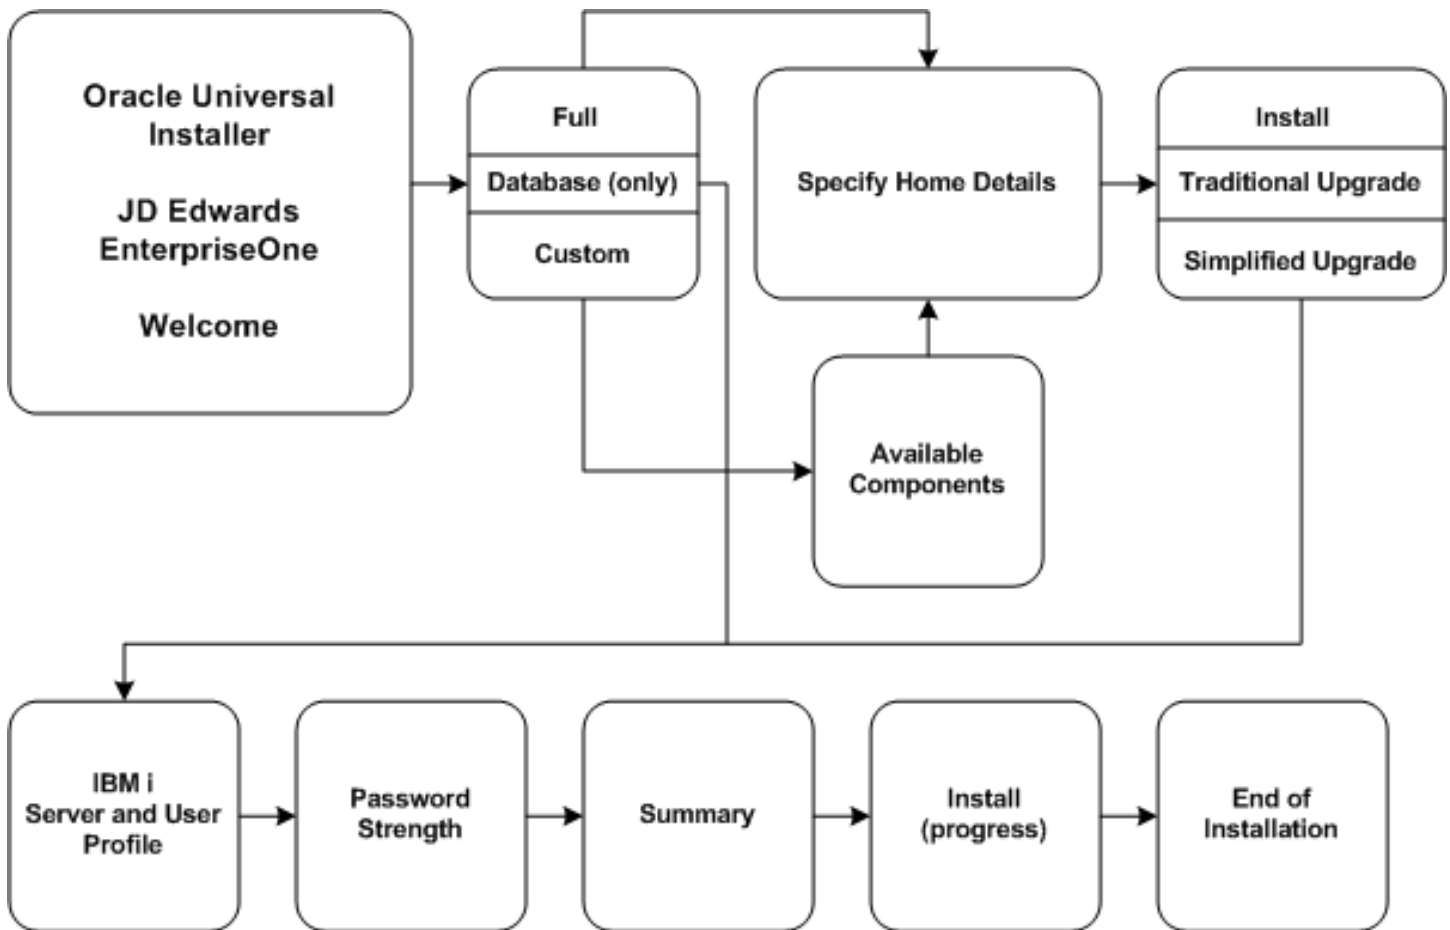 Oracle Universal
Installer
JD Edwards
EnterpriseOne
Welcome
Full
Database (only)
Custom
Specify Home Details
Install
Traditional Upgrade
Simplified Upgrade
Available
Components
IBM i
Server and User
Profile
Password
Strength
Summary
Install
(progress)
End of
Installation